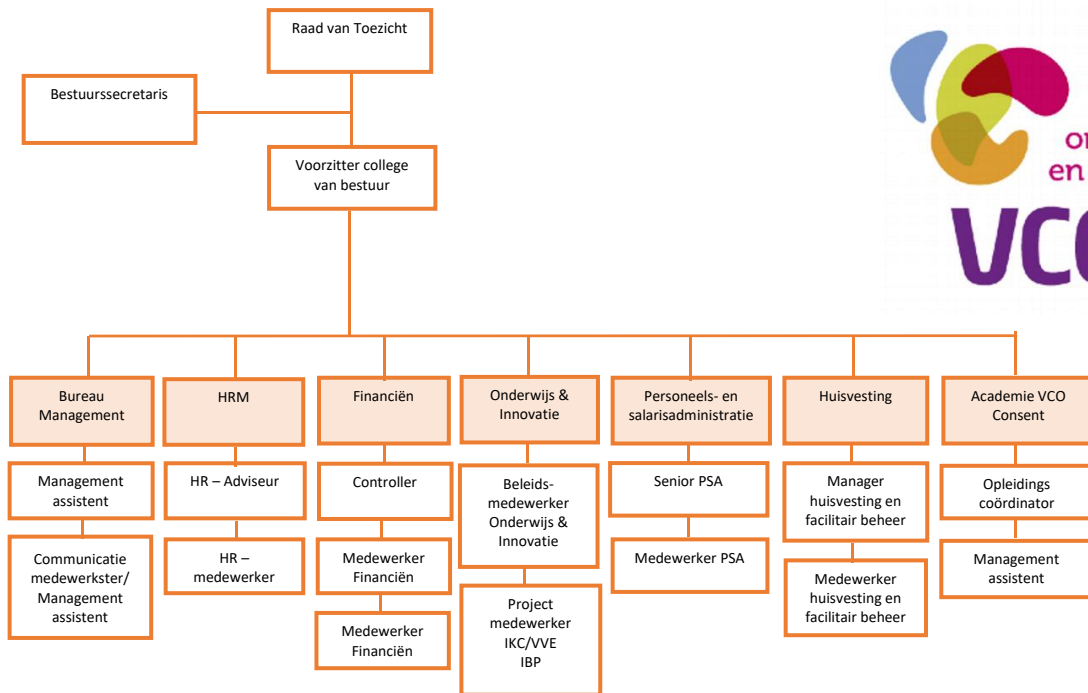 Raad van Toezicht
Bestuurssecretaris
Voorzitter college
van bestuur
en
Bureau
Management
HRM
Financiën
Onderwijs &
Innovatie
Personeels- en
salarisadministratie
Huisvesting
Academie VCO
Consent
Management
assistent
HR – Adviseur
Controller
Beleids-
medewerker
Onderwijs &
Innovatie
Senior PSA
Manager
huisvesting en
facilitair beheer
Opleidings
coördinator
Communicatie
medewerkster/
Management
assistent
HR –
medewerker
Medewerker
Financiën
Medewerker PSA
Medewerker
huisvesting en
facilitair beheer
Management
assistent
Medewerker
Financiën
Project
medewerker
IKC/VVE
IBP